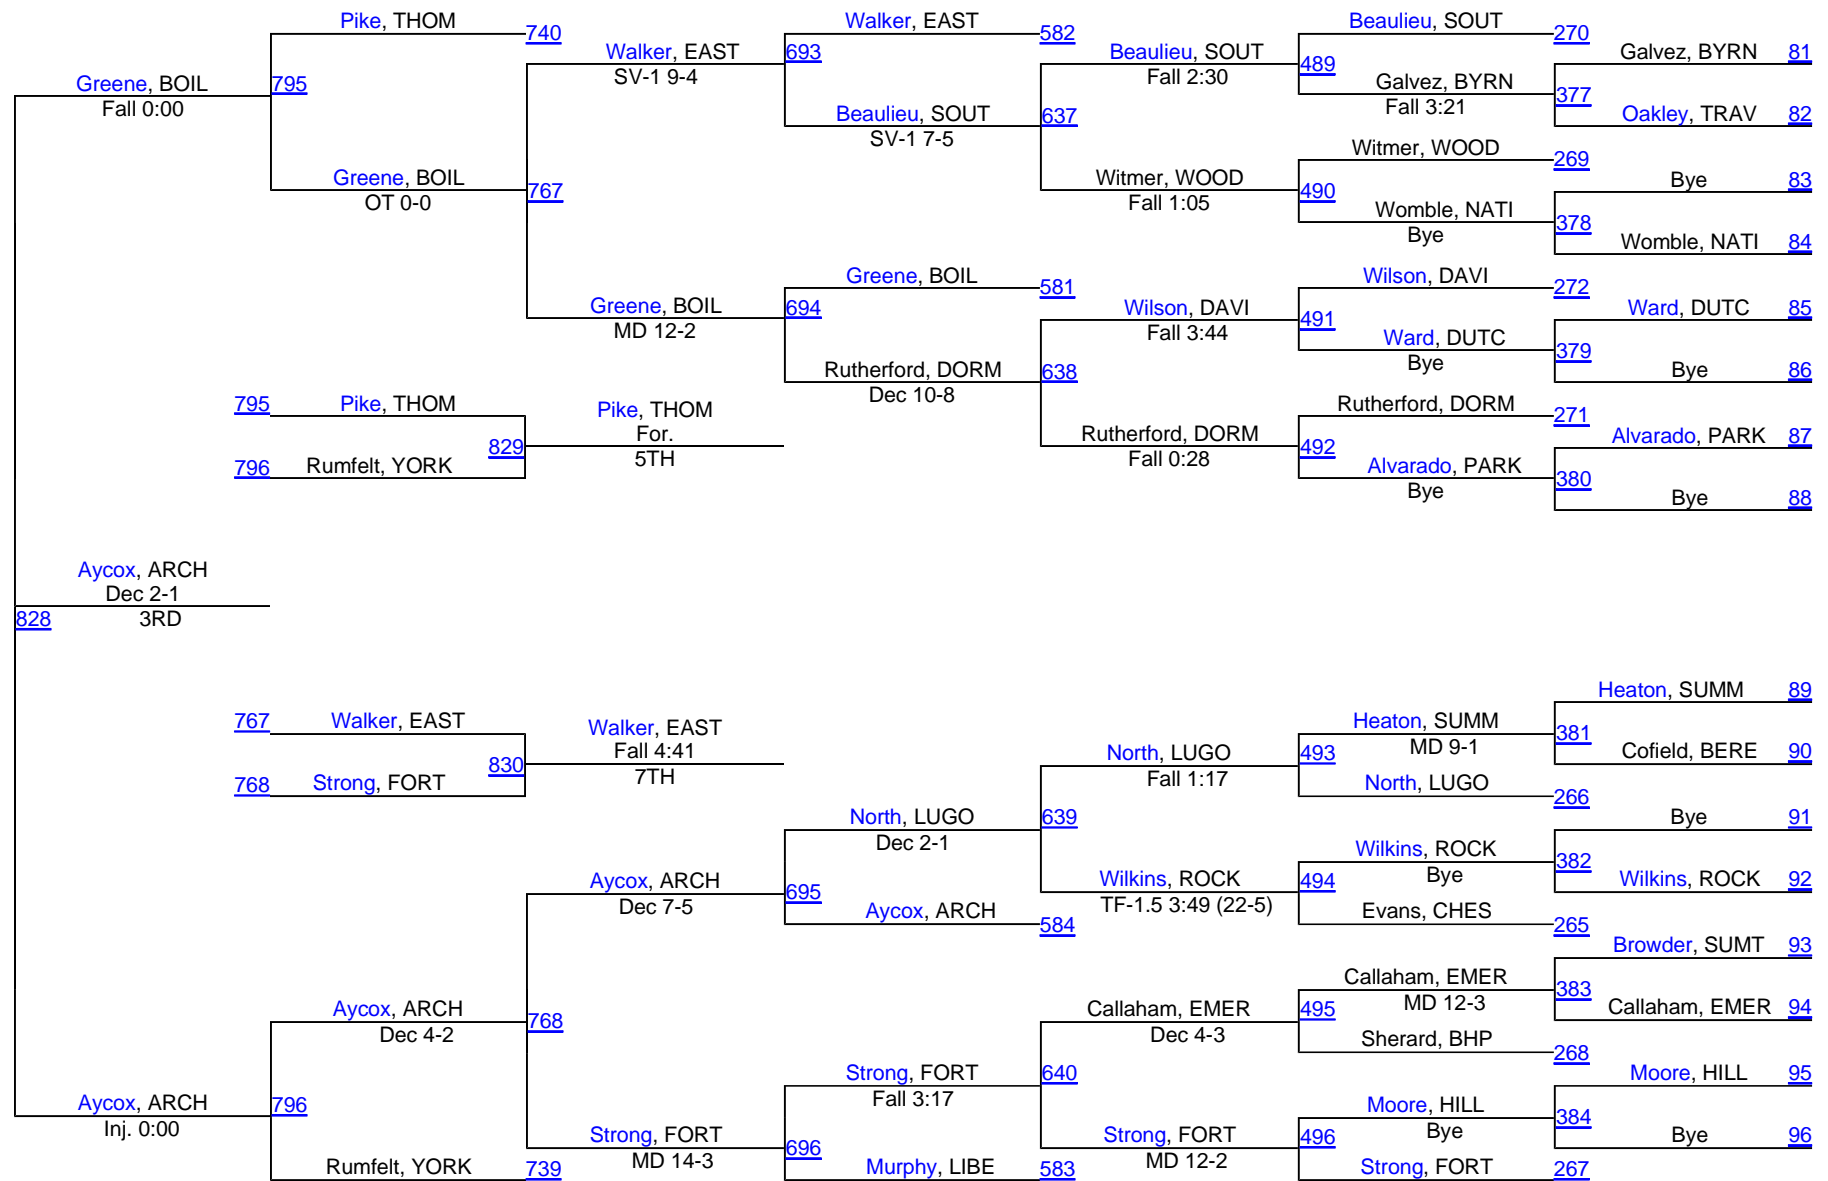 Pike, THOM
740
Walker, EAST
582
Beaulieu, SOUT
270
Walker, EAST
SV-1 9-4
693
Beaulieu, SOUT
Fall 2:30
489
Galvez, BYRN
81
Greene, BOIL
Fall 0:00
795
Galvez, BYRN
Fall 3:21
377
Beaulieu, SOUT
SV-1 7-5
637
Oakley, TRAV
82
Witmer, WOOD
269
Greene, BOIL
OT 0-0
767
Witmer, WOOD
Fall 1:05
490
Bye
83
Womble, NATI
Bye
378
Womble, NATI
84
Greene, BOIL
581
Wilson, DAVI
272
Greene, BOIL
MD 12-2
694
Wilson, DAVI
Fall 3:44
491
Ward, DUTC
85
Ward, DUTC
Bye
379
Rutherford, DORM
Dec 10-8
638
Bye
86
795
Pike, THOM
Pike, THOM
For.
5TH
Rutherford, DORM
271
829
Rutherford, DORM
Fall 0:28
492
Alvarado, PARK
87
796
Rumfelt, YORK
Alvarado, PARK
Bye
380
Bye
88
Aycox, ARCH
Dec 2-1
3RD
828
Heaton, SUMM
89
767
Walker, EAST
Walker, EAST
Fall 4:41
7TH
Heaton, SUMM
MD 9-1
381
830
North, LUGO
Fall 1:17
493
Cofield, BERE
90
768
Strong, FORT
North, LUGO
266
North, LUGO
Dec 2-1
639
Bye
91
Wilkins, ROCK
Bye
382
Aycox, ARCH
Dec 7-5
695
Wilkins, ROCK
TF-1.5 3:49 (22-5)
494
Wilkins, ROCK
92
Aycox, ARCH
584
Evans, CHES
265
Browder, SUMT
93
Callaham, EMER
MD 12-3
383
Aycox, ARCH
Dec 4-2
768
Callaham, EMER
Dec 4-3
495
Callaham, EMER
94
Sherard, BHP
268
Strong, FORT
Fall 3:17
640
Moore, HILL
95
Aycox, ARCH
Inj. 0:00
796
Moore, HILL
Bye
384
Strong, FORT
MD 14-3
696
Strong, FORT
MD 12-2
496
Bye
96
Rumfelt, YORK
739
Murphy, LIBE
583
Strong, FORT
267